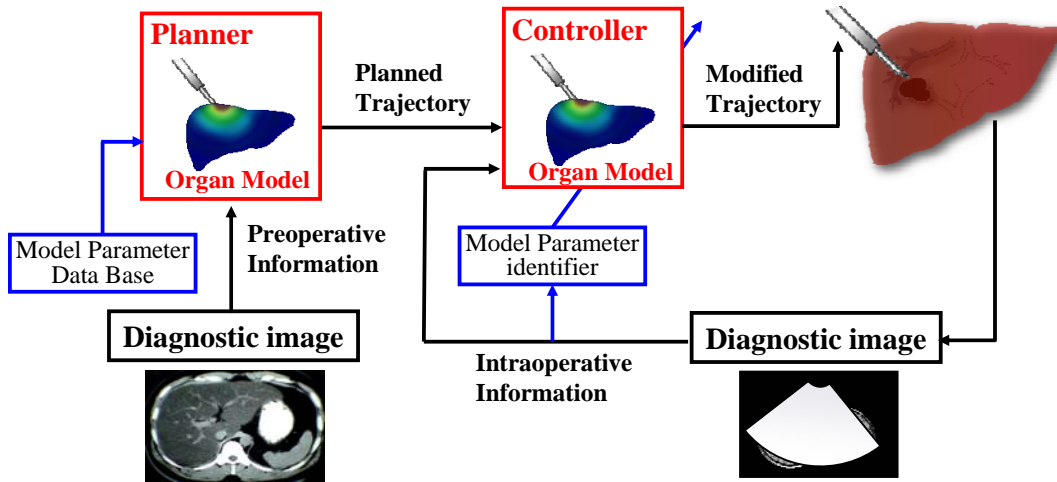 Planner
Organ Model
Planned
Trajectory
Controller
Organ Model
Modified
Trajectory
Model Parameter
Data Base
Preoperative
Information
Model Parameter
identifier
Diagnostic image
Intraoperative
Information
Diagnostic image